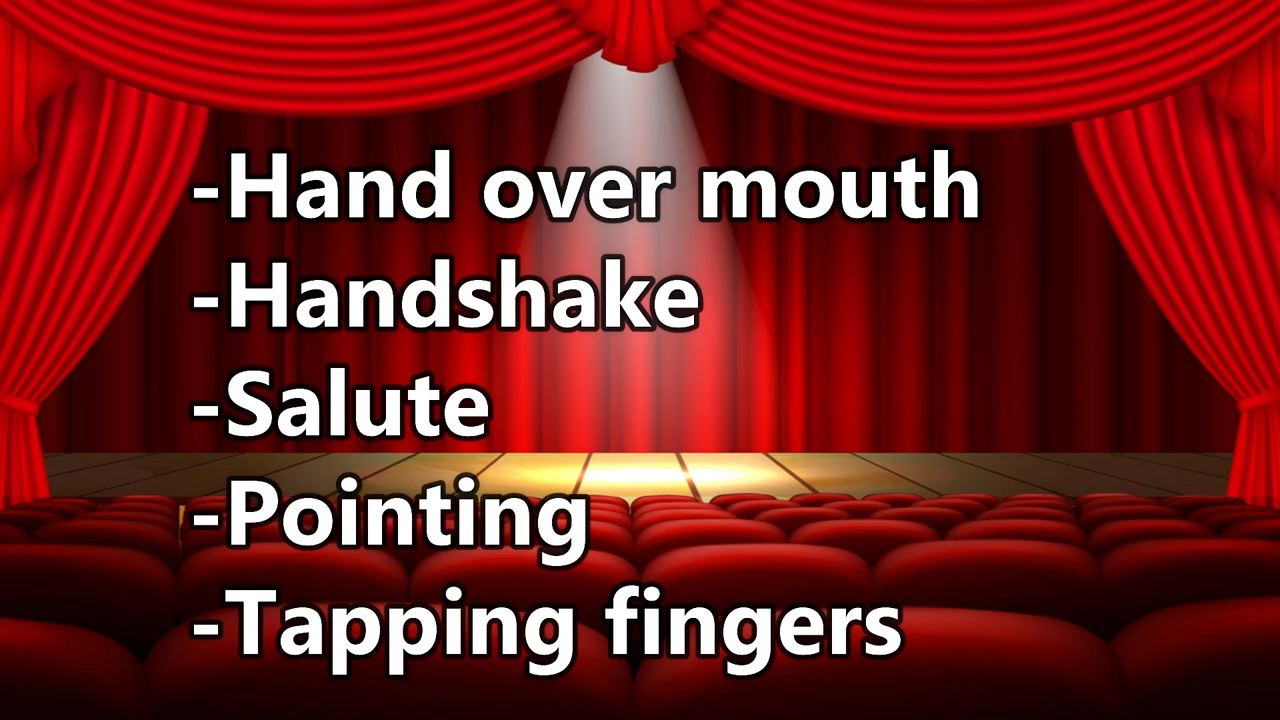 -Hand over mouth
-Handshake
-Salute
-Pointing
-Tapping fingers